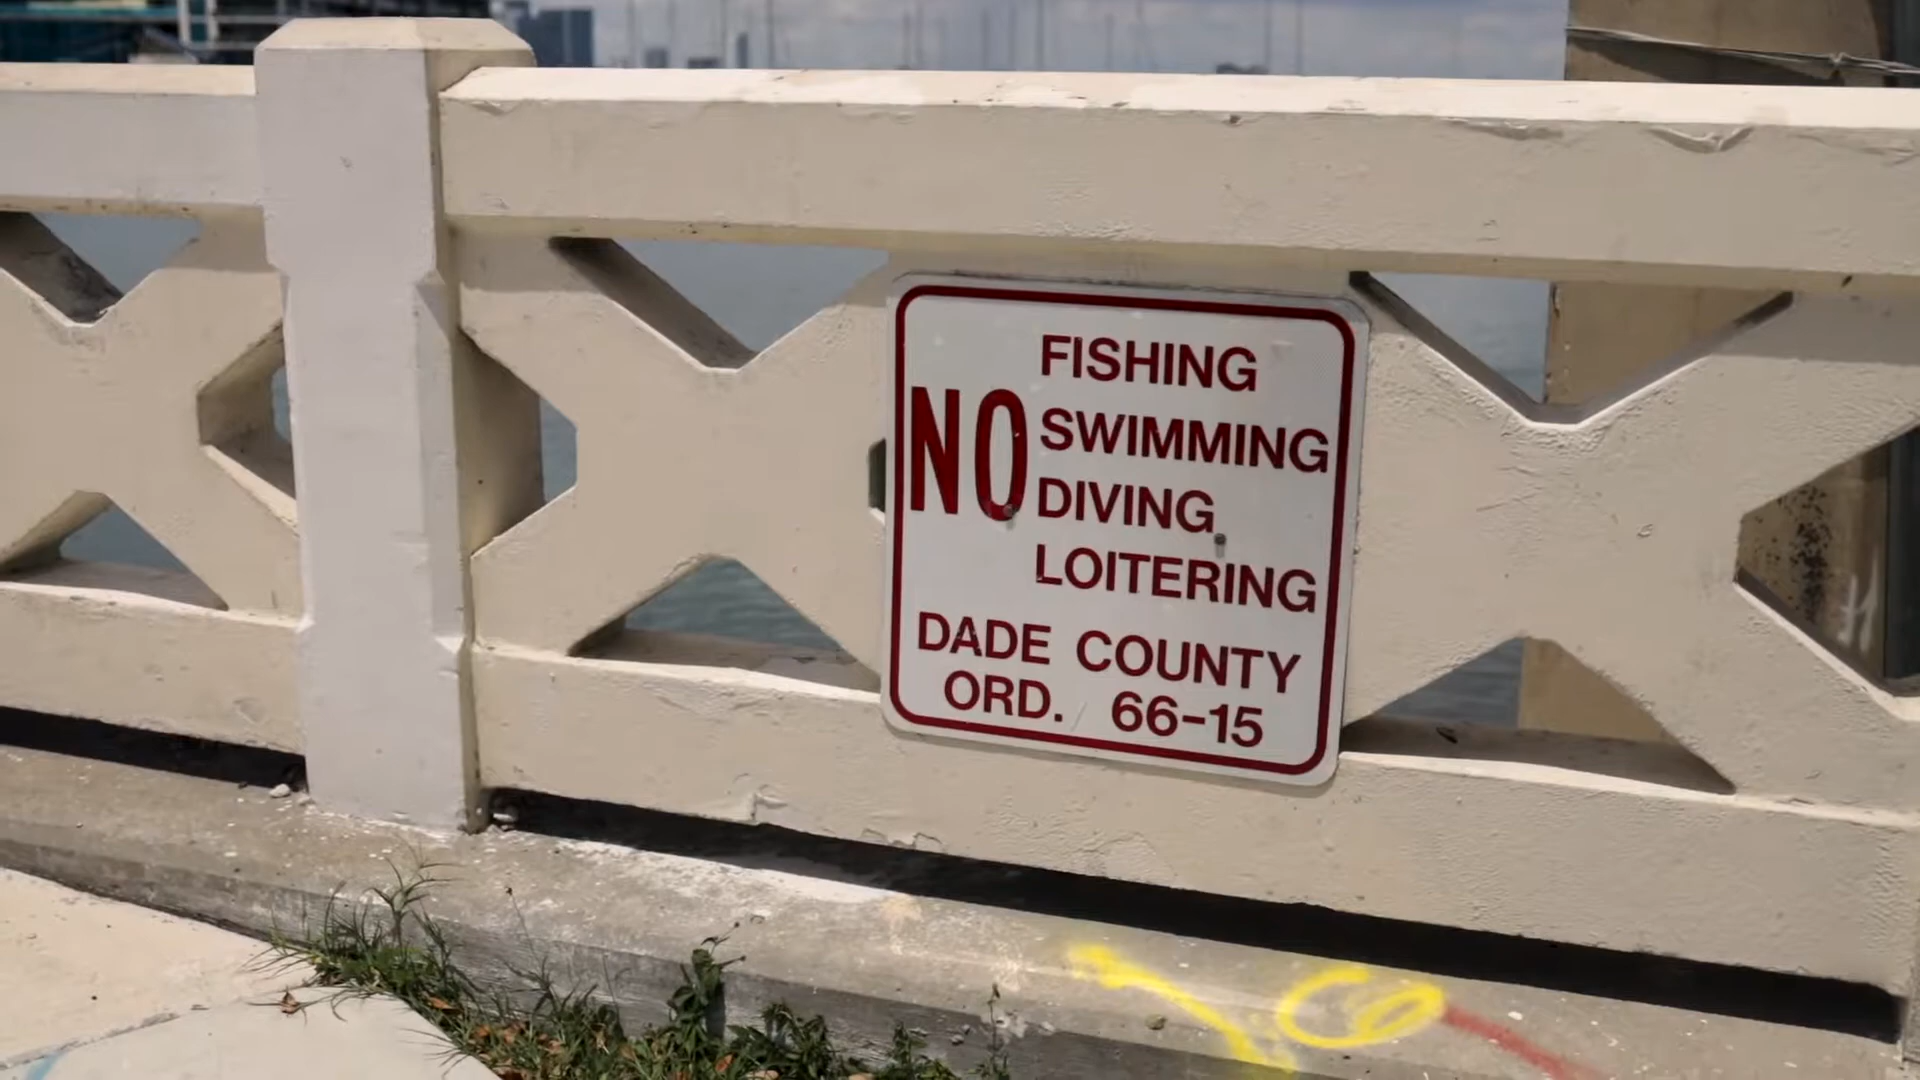 FISHING
NO SWIMMING
DIVING
LOITERING
DADE COUNTY
ORD. 66-15